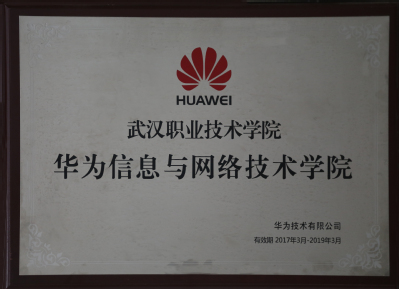 HUAWEI
武汉职业技术学院
华为信息与网络技术学院
华为技术有限公司
有效期 2017年3月-2019年3月